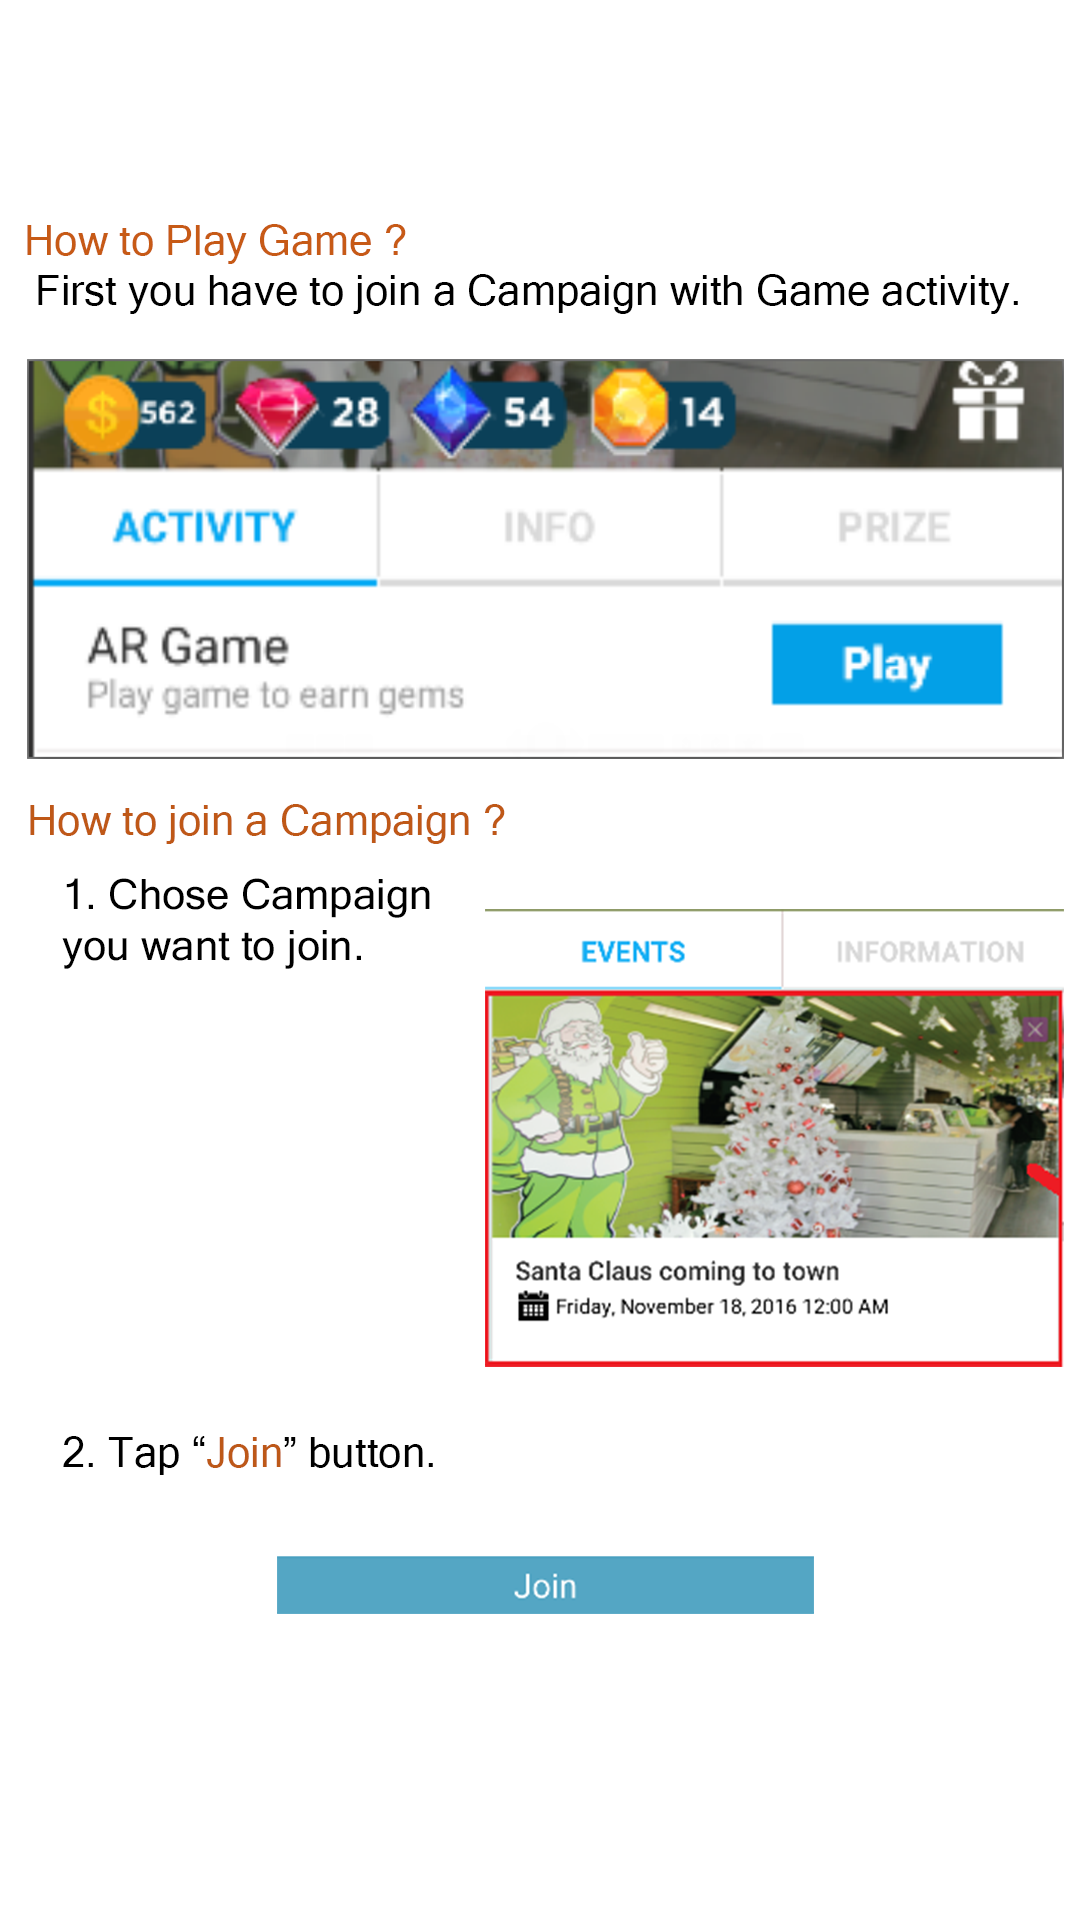 How to Play Game ?
First you have to join a Campaign with Game activity.
$ 562 28 54 14
ACTIVITY INFO PRIZE
AR Game
Play game to earn gems
Play
How to join a Campaign ?
1. Chose Campaign
you want to join.
EVENTS INFORMATION
Santa Claus coming to town
Friday, November 18, 2016 12:00 AM
2. Tap “Join” button.
Join